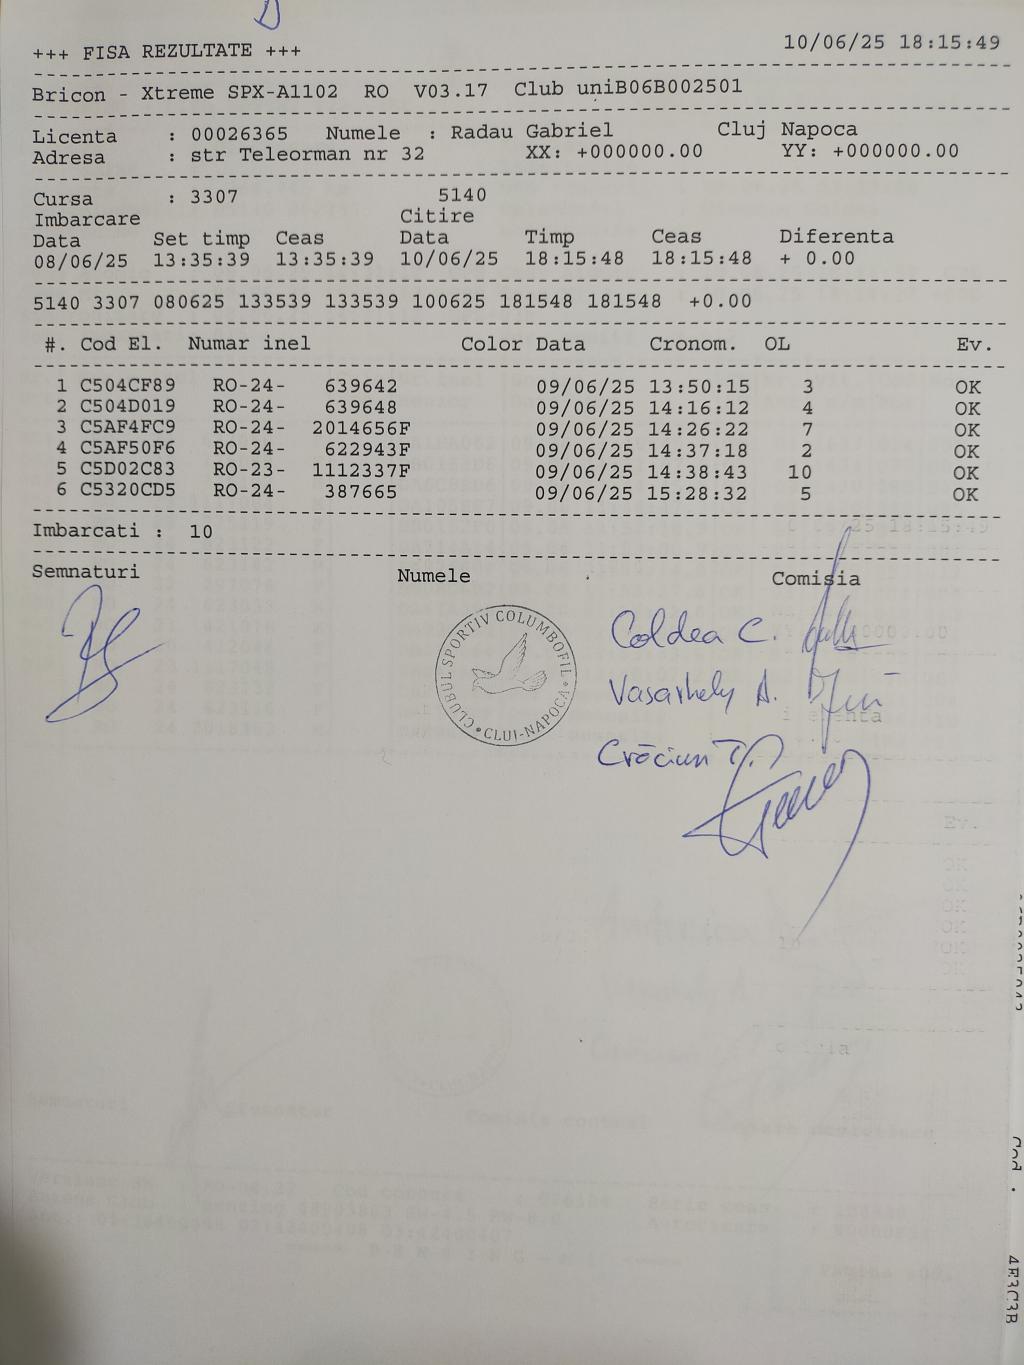 +++ FISA REZULTATE +++ 10/06/25 18:15:49
Bricon - Xtreme SPX-A1102 RO V03.17 Club uniB06B002501
Licenta : 00026365 Numele : Radau Gabriel Cluj Napoca
Adresa : str Teleorman nr 32 XX: +000000.00 YY: +000000.00
Cursa : 3307 5140
Imbarcare Citire
Data Set timp Ceas Data Timp Ceas Diferenta
08/06/25 13:35:39 13:35:39 10/06/25 18:15:48 18:15:48 + 0.00
5140 3307 080625 133539 133539 100625 181548 181548 +0.00
#. Cod El. Numar inel Color Data Cronom. OL Ev.
1 C504CF89 RO-24- 639642 09/06/25 13:50:15 3 OK
2 C504D019 RO-24- 639648 09/06/25 14:16:12 4 OK
3 C5AF4FC9 RO-24- 2014656F 09/06/25 14:26:22 7 OK
4 C5AF50F6 RO-24- 622943F 09/06/25 14:37:18 2 OK
5 C5D02C83 RO-23- 1112337F 09/06/25 14:38:43 10 OK
6 C5320CD5 RO-24- 387665 09/06/25 15:28:32 5 OK
Imbarcati : 10
Semnaturi Numele Comisia
CLUBUL SPORTIV COLUMBOFIL
• CLUJ-NAPOCA •
Coldea C.
Vasarhely A.
Crăciun T.